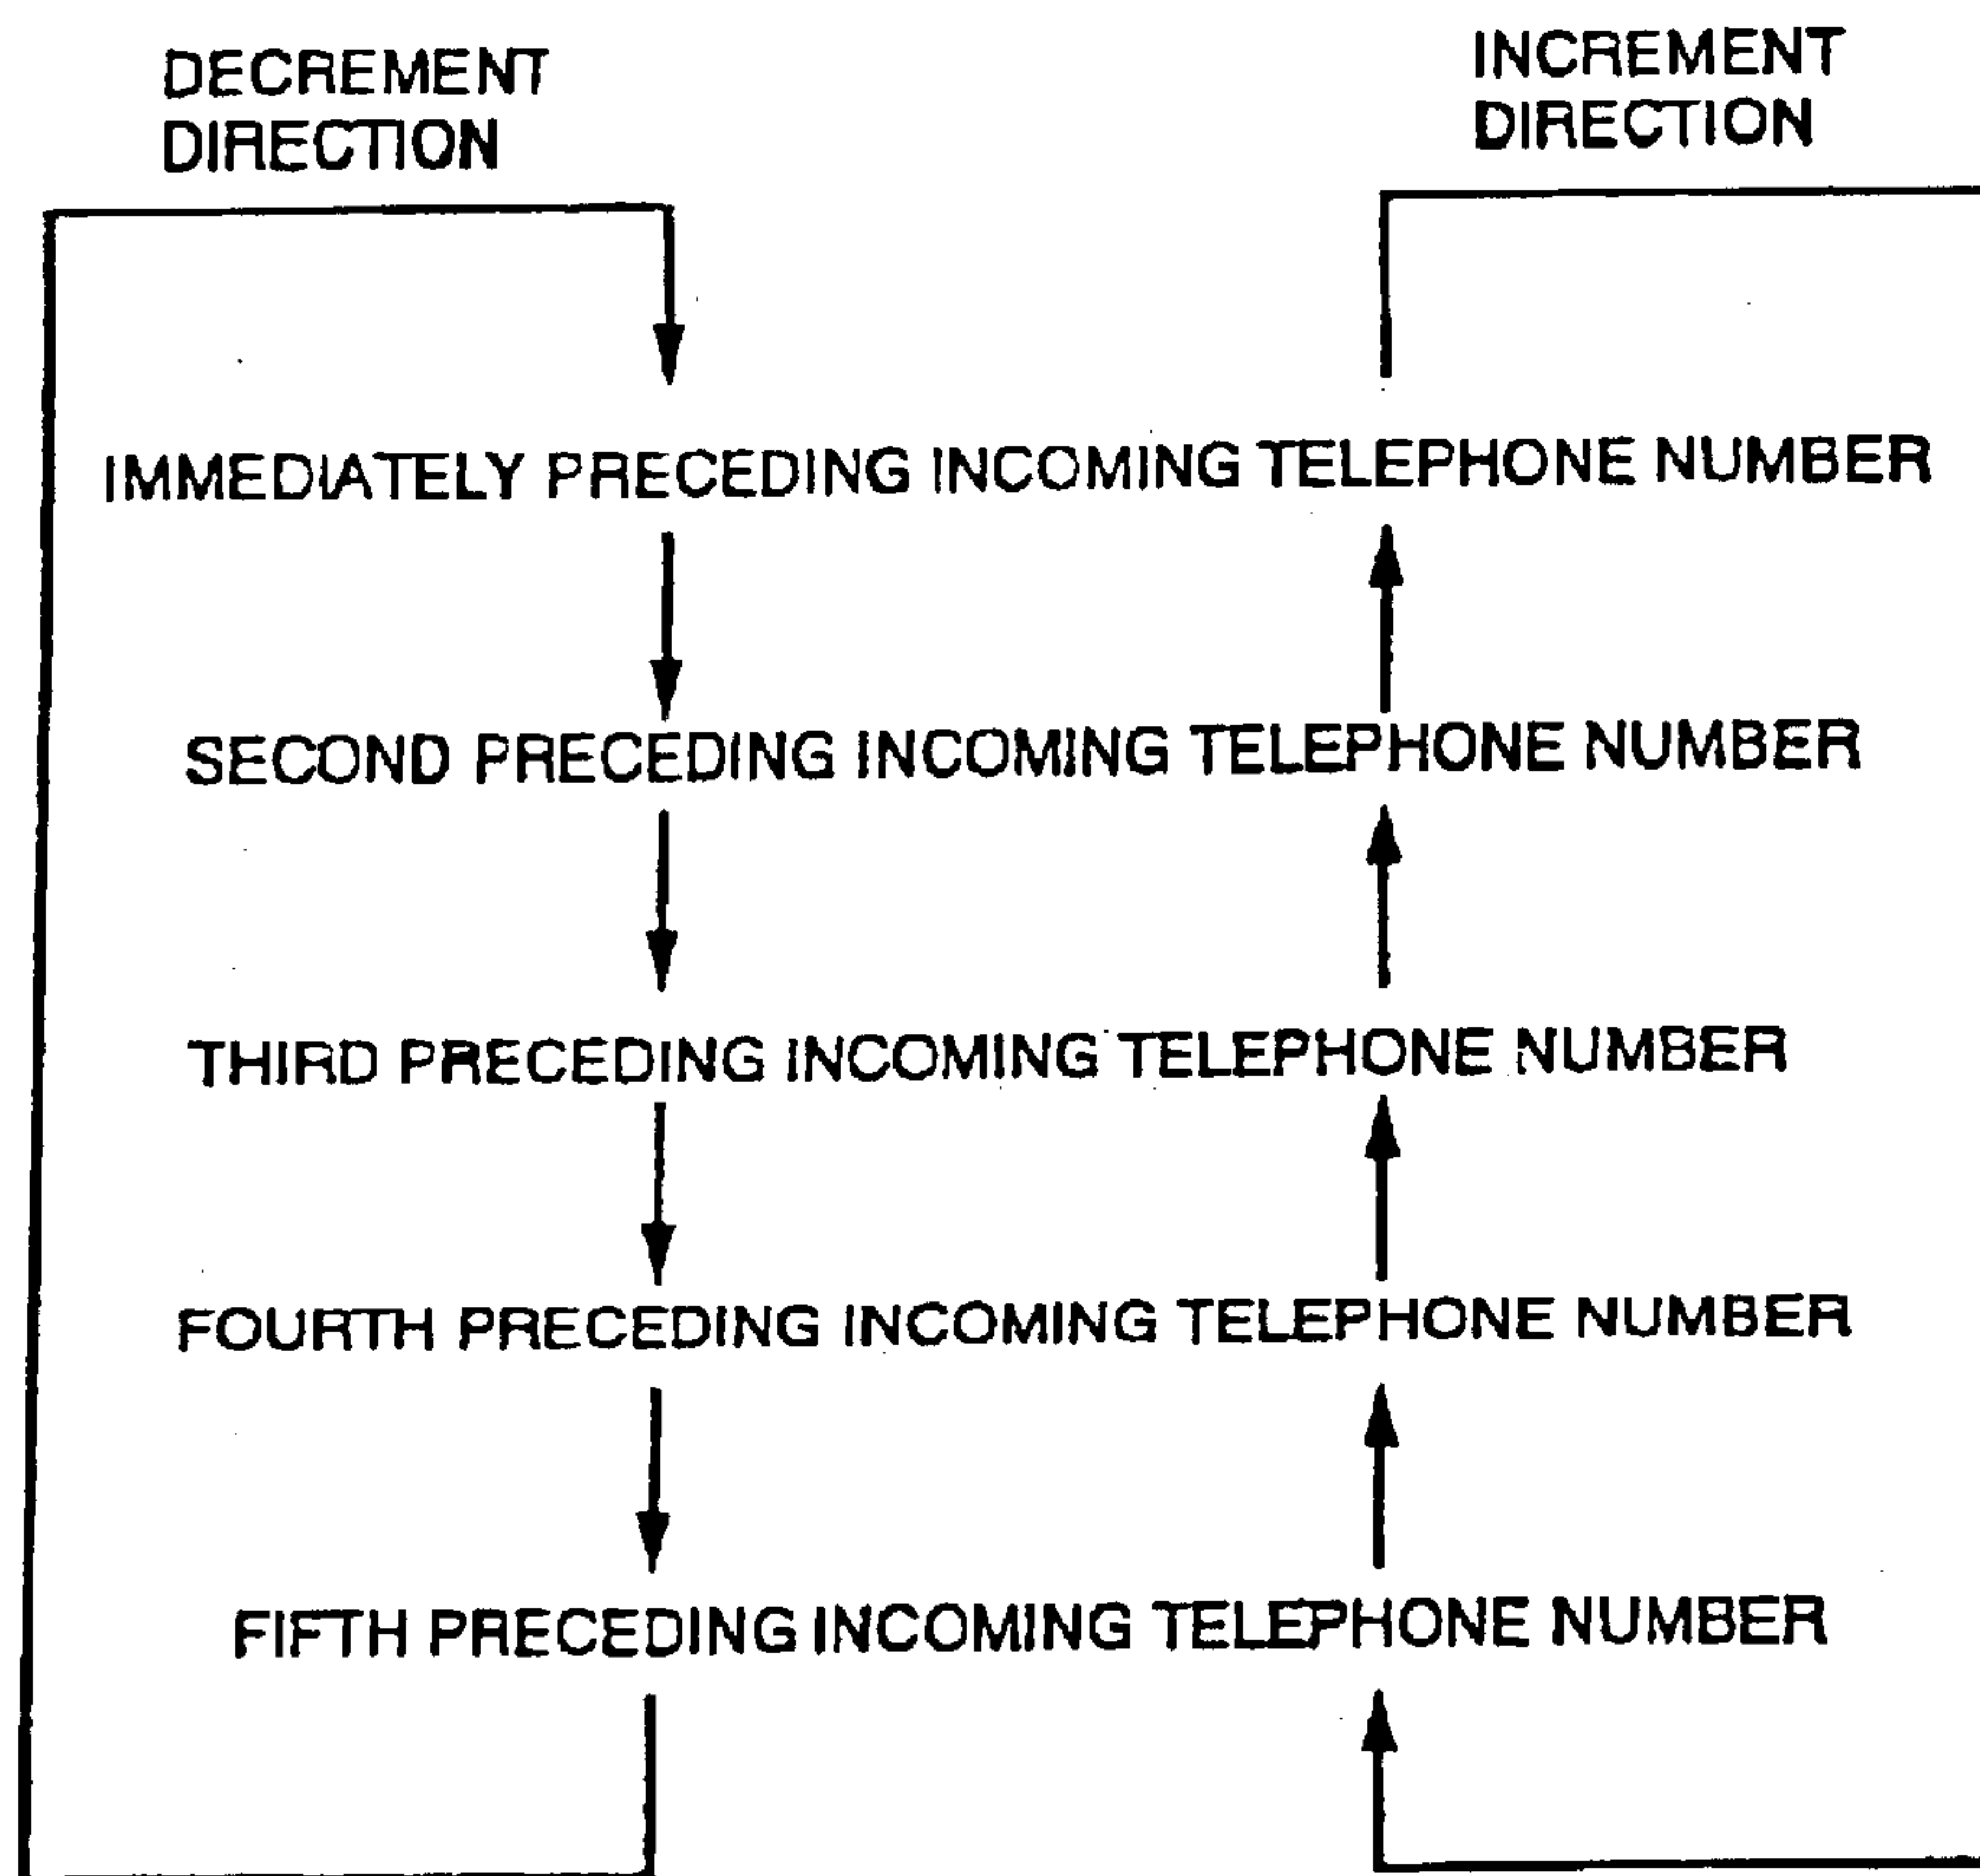 DECREMENT
DIRECTION
INCREMENT
DIRECTION
IMMEDIATELY PRECEDING INCOMING TELEPHONE NUMBER
SECOND PRECEDING INCOMING TELEPHONE NUMBER
THIRD PRECEDING INCOMING TELEPHONE NUMBER
FOURTH PRECEDING INCOMING TELEPHONE NUMBER
FIFTH PRECEDING INCOMING TELEPHONE NUMBER